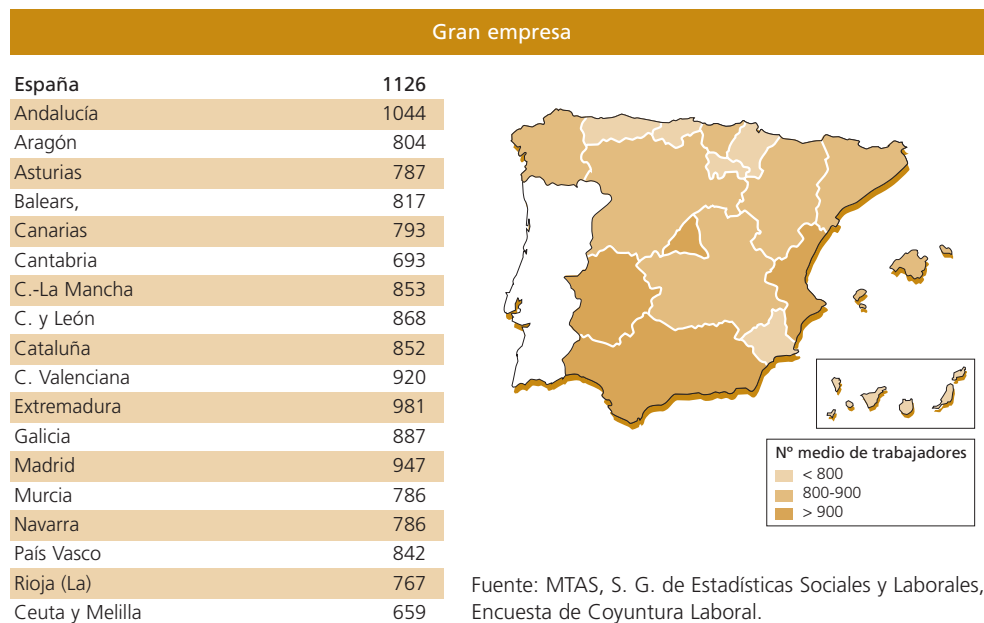 Gran empresa
España 1126
Andalucía 1044
Aragón 804
Asturias 787
Balears, 817
Canarias 793
Cantabria 693
C.-La Mancha 853
C. y León 868
Cataluña 852
C. Valenciana 920
Extremadura 981
Galicia 887
Madrid 947
Murcia 786
Navarra 786
País Vasco 842
Rioja (La) 767
Ceuta y Melilla 659
Nº medio de trabajadores
< 800
800-900
> 900
Fuente: MTAS, S. G. de Estadísticas Sociales y Laborales,
Encuesta de Coyuntura Laboral.